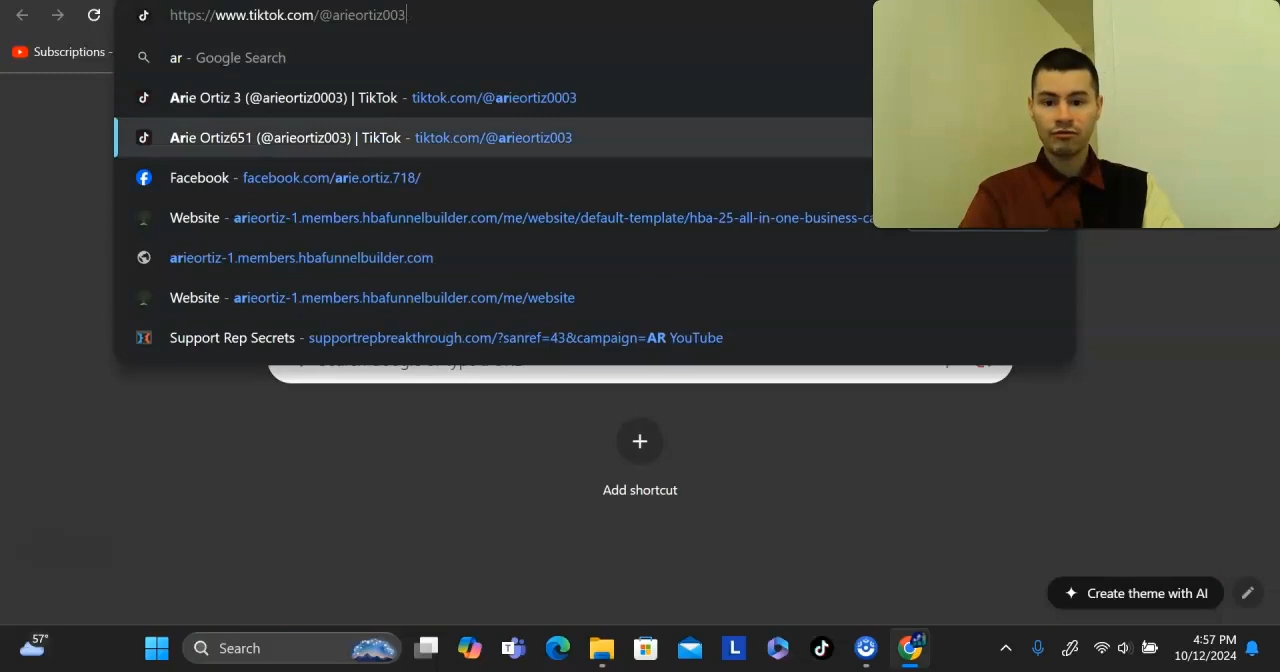 https://www.tiktok.com/@arieortiz003
Subscriptions -
ar - Google Search
Arie Ortiz 3 (@arieortiz0003) | TikTok - tiktok.com/@arieortiz0003
Arie Ortiz651 (@arieortiz003) | TikTok - tiktok.com/@arieortiz003
Facebook - facebook.com/arie.ortiz.718/
Website - arieortiz-1.members.hbafunnelbuilder.com/me/website/default-template/hba-25-all-in-one-business-ca
arieortiz-1.members.hbafunnelbuilder.com
Website - arieortiz-1.members.hbafunnelbuilder.com/me/website
Support Rep Secrets - supportrepbreakthrough.com/?sanref=43&campaign=AR YouTube
Add shortcut
Create theme with AI
57°
Search
L
4:57 PM
10/12/2024